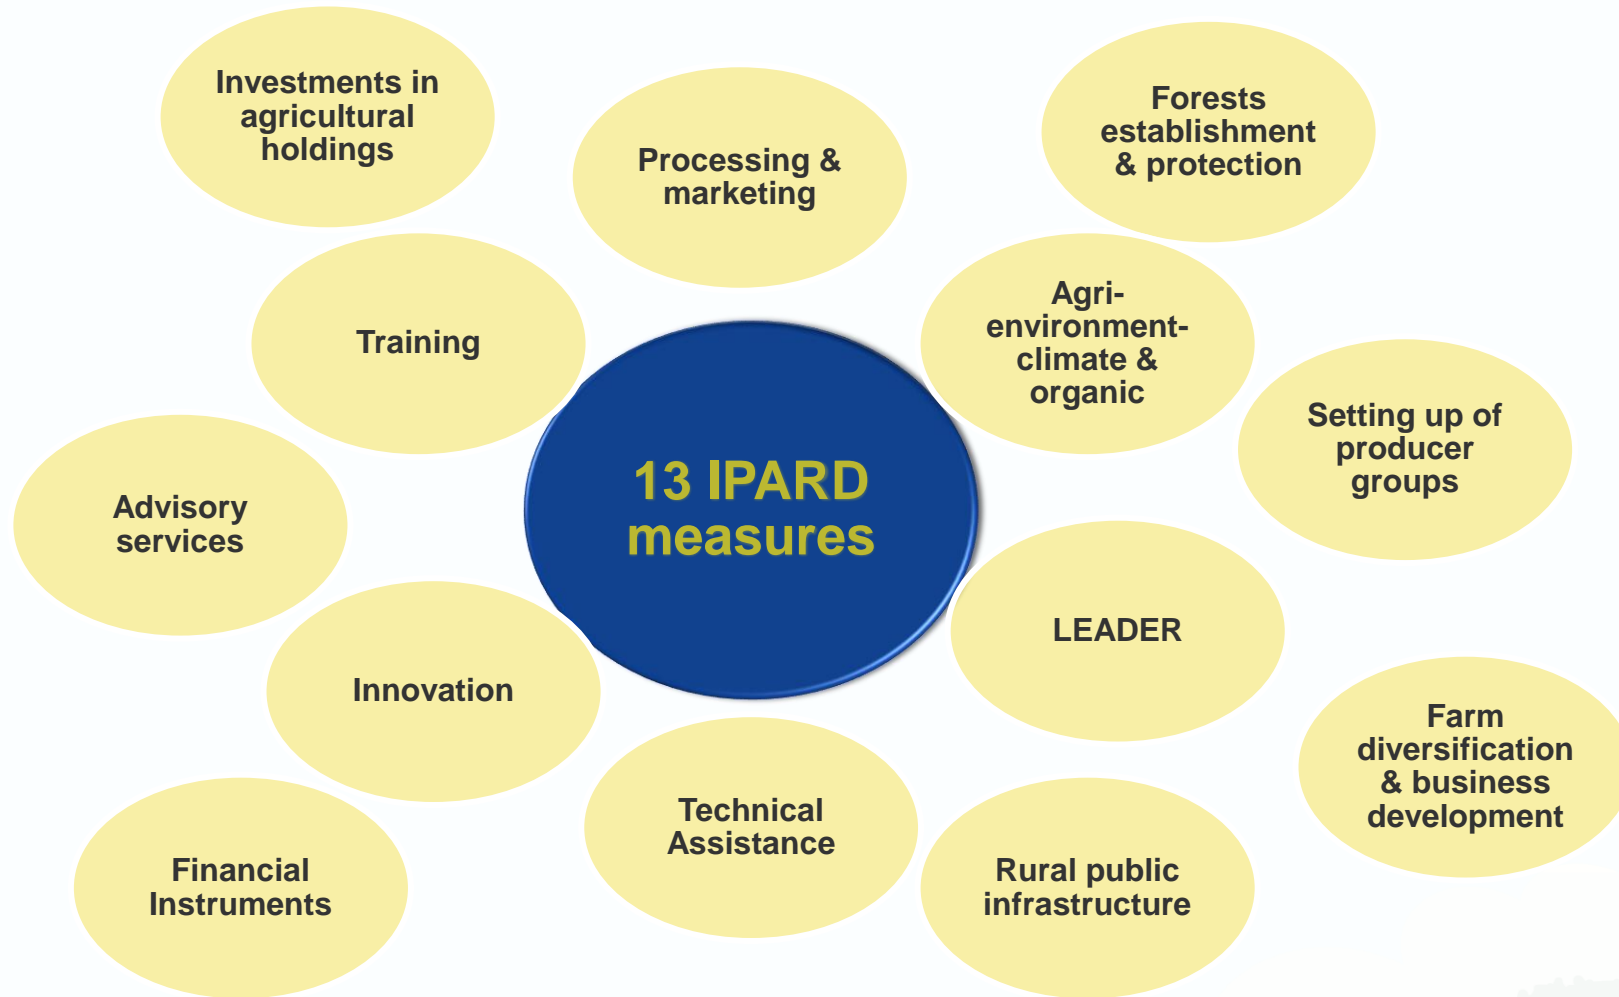 Investments in
agricultural
holdings
Processing &
marketing
Forests
establishment
& protection
Training
Agri-
environment-
climate &
organic
Setting up of
producer
groups
13 IPARD
measures
Advisory
services
LEADER
Innovation
Farm
diversification
& business
development
Technical
Assistance
Financial
Instruments
Rural public
infrastructure